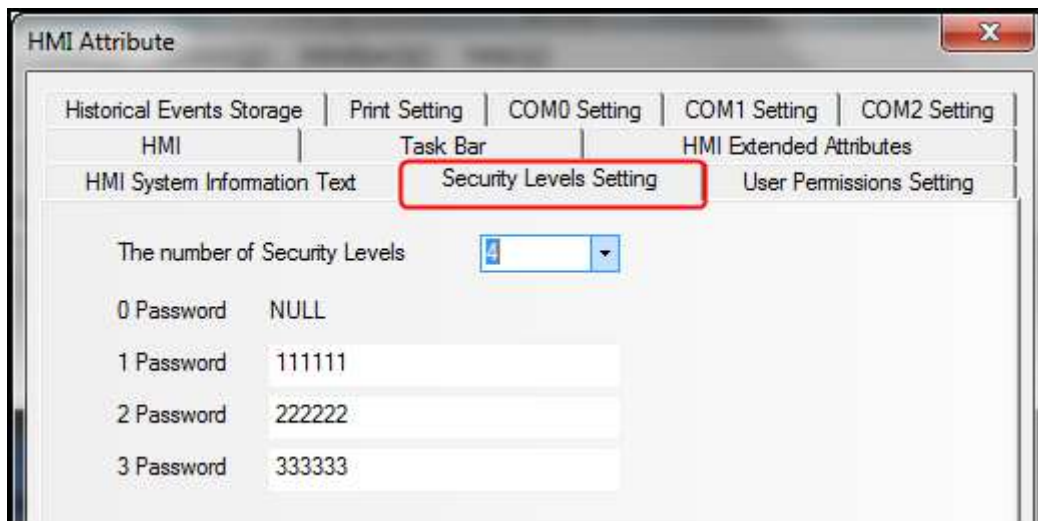 HMI Attribute
Historical Events Storage Print Setting COM0 Setting COM1 Setting COM2 Setting
HMI Task Bar HMI Extended Attributes
HMI System Information Text Security Levels Setting User Permissions Setting
The number of Security Levels 4
0 Password NULL
1 Password 111111
2 Password 222222
3 Password 333333